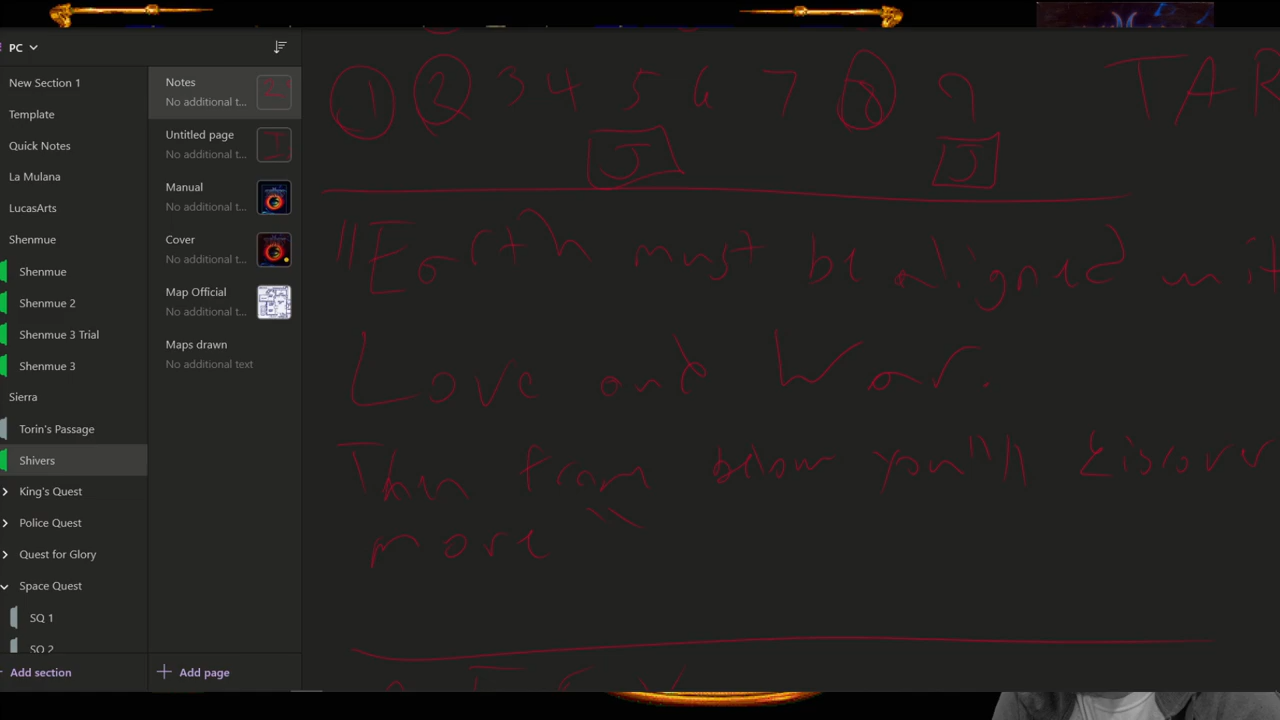 PC
New Section 1
Template
Quick Notes
La Mulana
LucasArts
Shenmue
Shenmue
Shenmue 2
Shenmue 3 Trial
Shenmue 3
Sierra
Torin's Passage
Shivers
King's Quest
Police Quest
Quest for Glory
Space Quest
SQ 1
SQ 2
Add section
Notes
No additional t...
Untitled page
No additional t...
Manual
No additional t...
Cover
No additional t...
Map Official
No additional t...
Maps drawn
No additional text
Add page
1 2 3 4 5 6 7 8 9 TAR
J J
"Earth must be aligned wit
Love and War.
Then from below you'll discover
more"